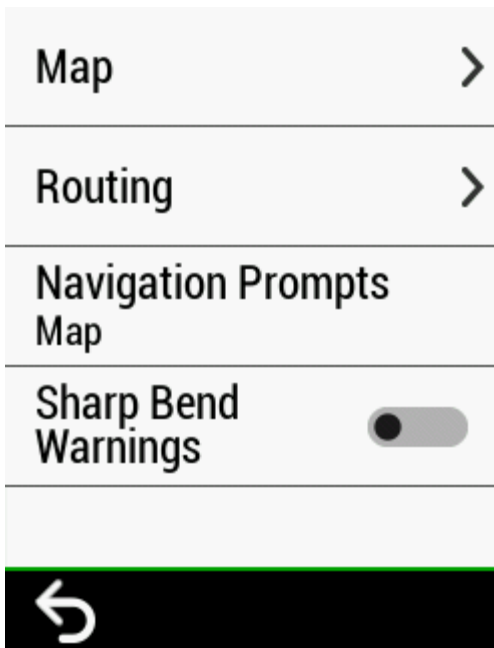 Map
Routing
Navigation Prompts
Map
Sharp Bend
Warnings